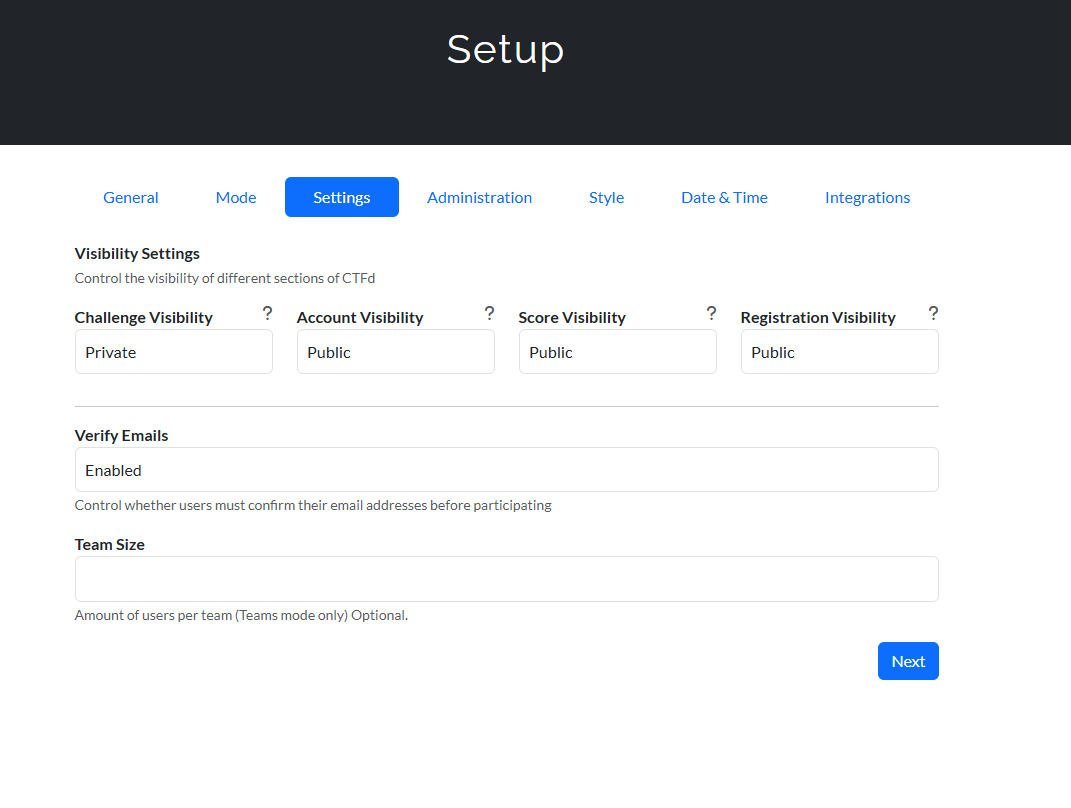 Setup
General Mode Settings Administration Style Date & Time Integrations
Visibility Settings
Control the visibility of different sections of CTFd
Challenge Visibility ? Account Visibility ? Score Visibility ? Registration Visibility ?
Private Public Public Public
Verify Emails
Enabled
Control whether users must confirm their email addresses before participating
Team Size
Amount of users per team (Teams mode only) Optional.
Next